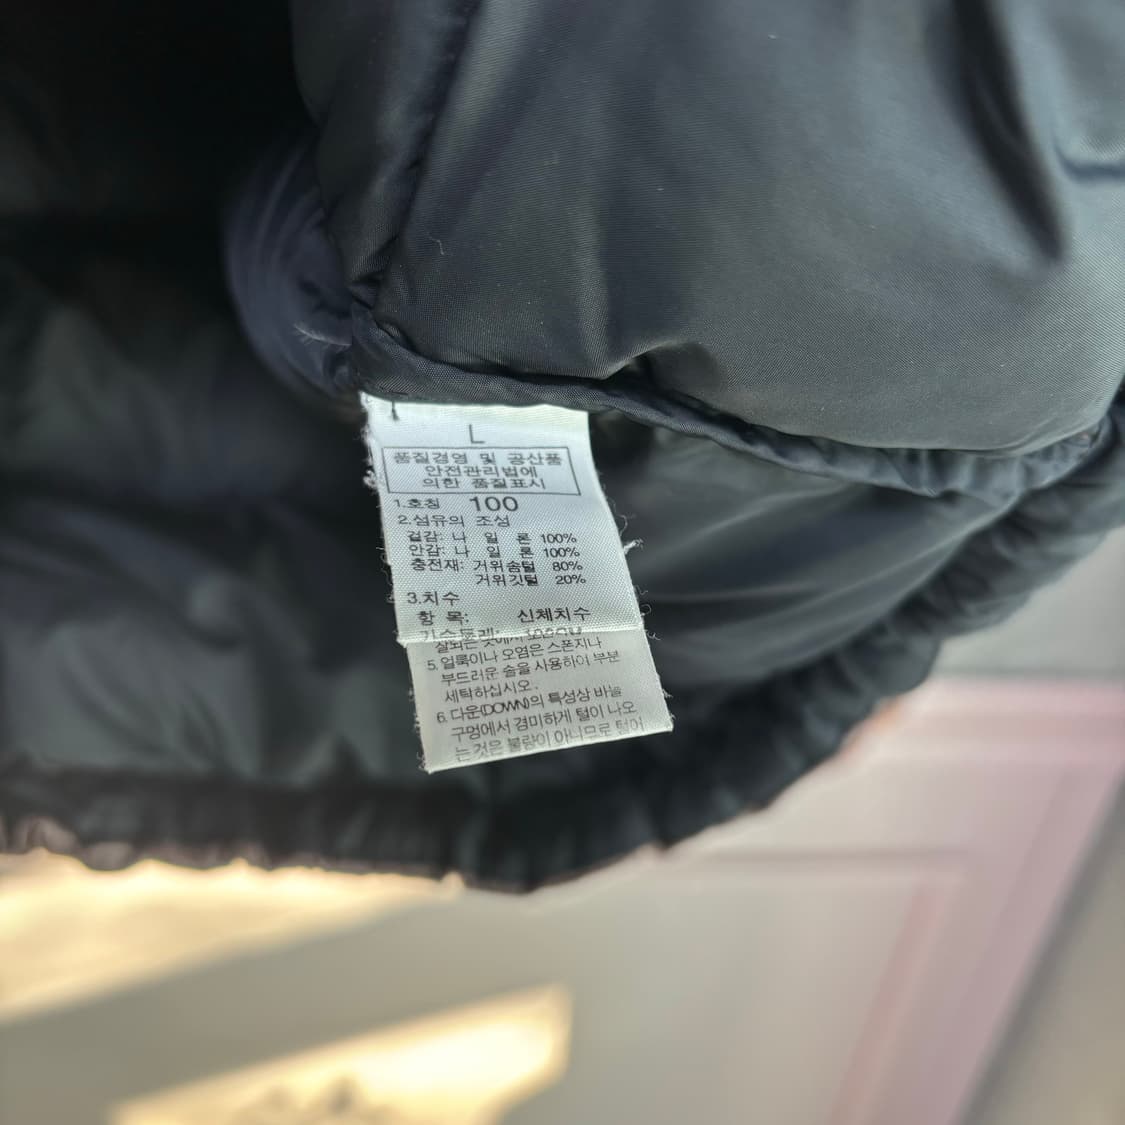 L
품질경영 및 공산품
안전관리법에
의한 품질표시
1.호칭 100
2.섬유의 조성
겉감: 나 일 론 100%
안감: 나 일 론 100%
충전재: 거위솜털 80%
거위깃털 20%
3.치수
항 목: 신체치수
가슴둘레:
5.얼룩이나 오염은 스폰지나
부드러운 솔을 사용하여 부분
세탁하십시오.
6.다운(DOWN)의 특성상 바늘
구멍에서 경미하게 털이 나오
는 것은 불량이 아니므로 털어